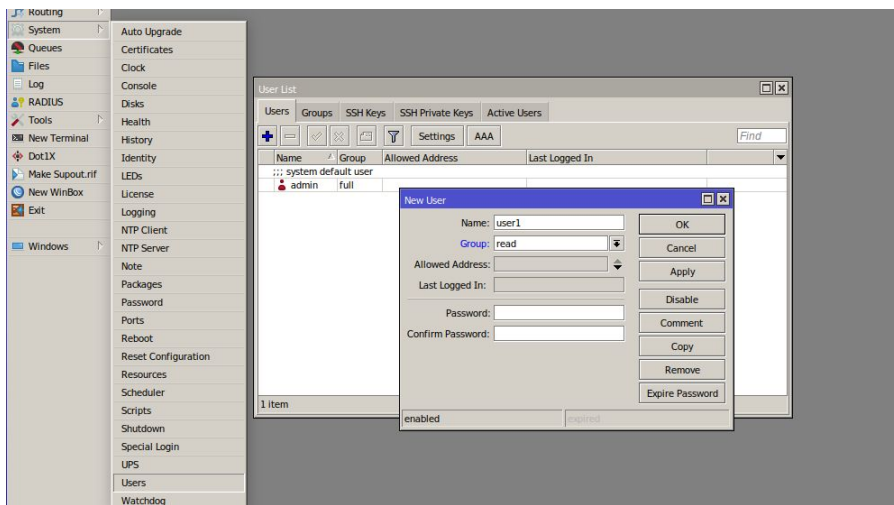 Routing
System
Queues
Files
Log
RADIUS
Tools
New Terminal
Dot1X
Make Supout.rif
New WinBox
Exit
Windows
Auto Upgrade
Certificates
Clock
Console
Disks
Health
History
Identity
LEDs
License
Logging
NTP Client
NTP Server
Note
Packages
Password
Ports
Reboot
Reset Configuration
Resources
Scheduler
Scripts
Shutdown
Special Login
UPS
Users
Watchdog
User List
Users Groups SSH Keys SSH Private Keys Active Users
Settings AAA Find
Name Group Allowed Address Last Logged In
;;; system default user
admin full
1 item
New User
Name: user1
Group: read
Allowed Address:
Last Logged In:
Password:
Confirm Password:
OK
Cancel
Apply
Disable
Comment
Copy
Remove
Expire Password
enabled expired